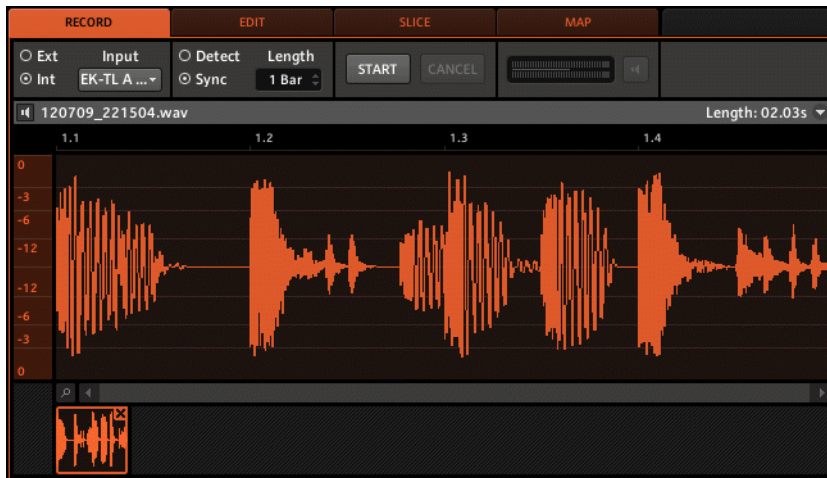 RECORD EDIT SLICE MAP
Ext Input Detect Length
Int EK-TL A ... Sync 1 Bar START CANCEL
120709_221504.wav Length: 02.03s
1.1 1.2 1.3 1.4
0
-3
-6
-12
-12
-6
-3
0